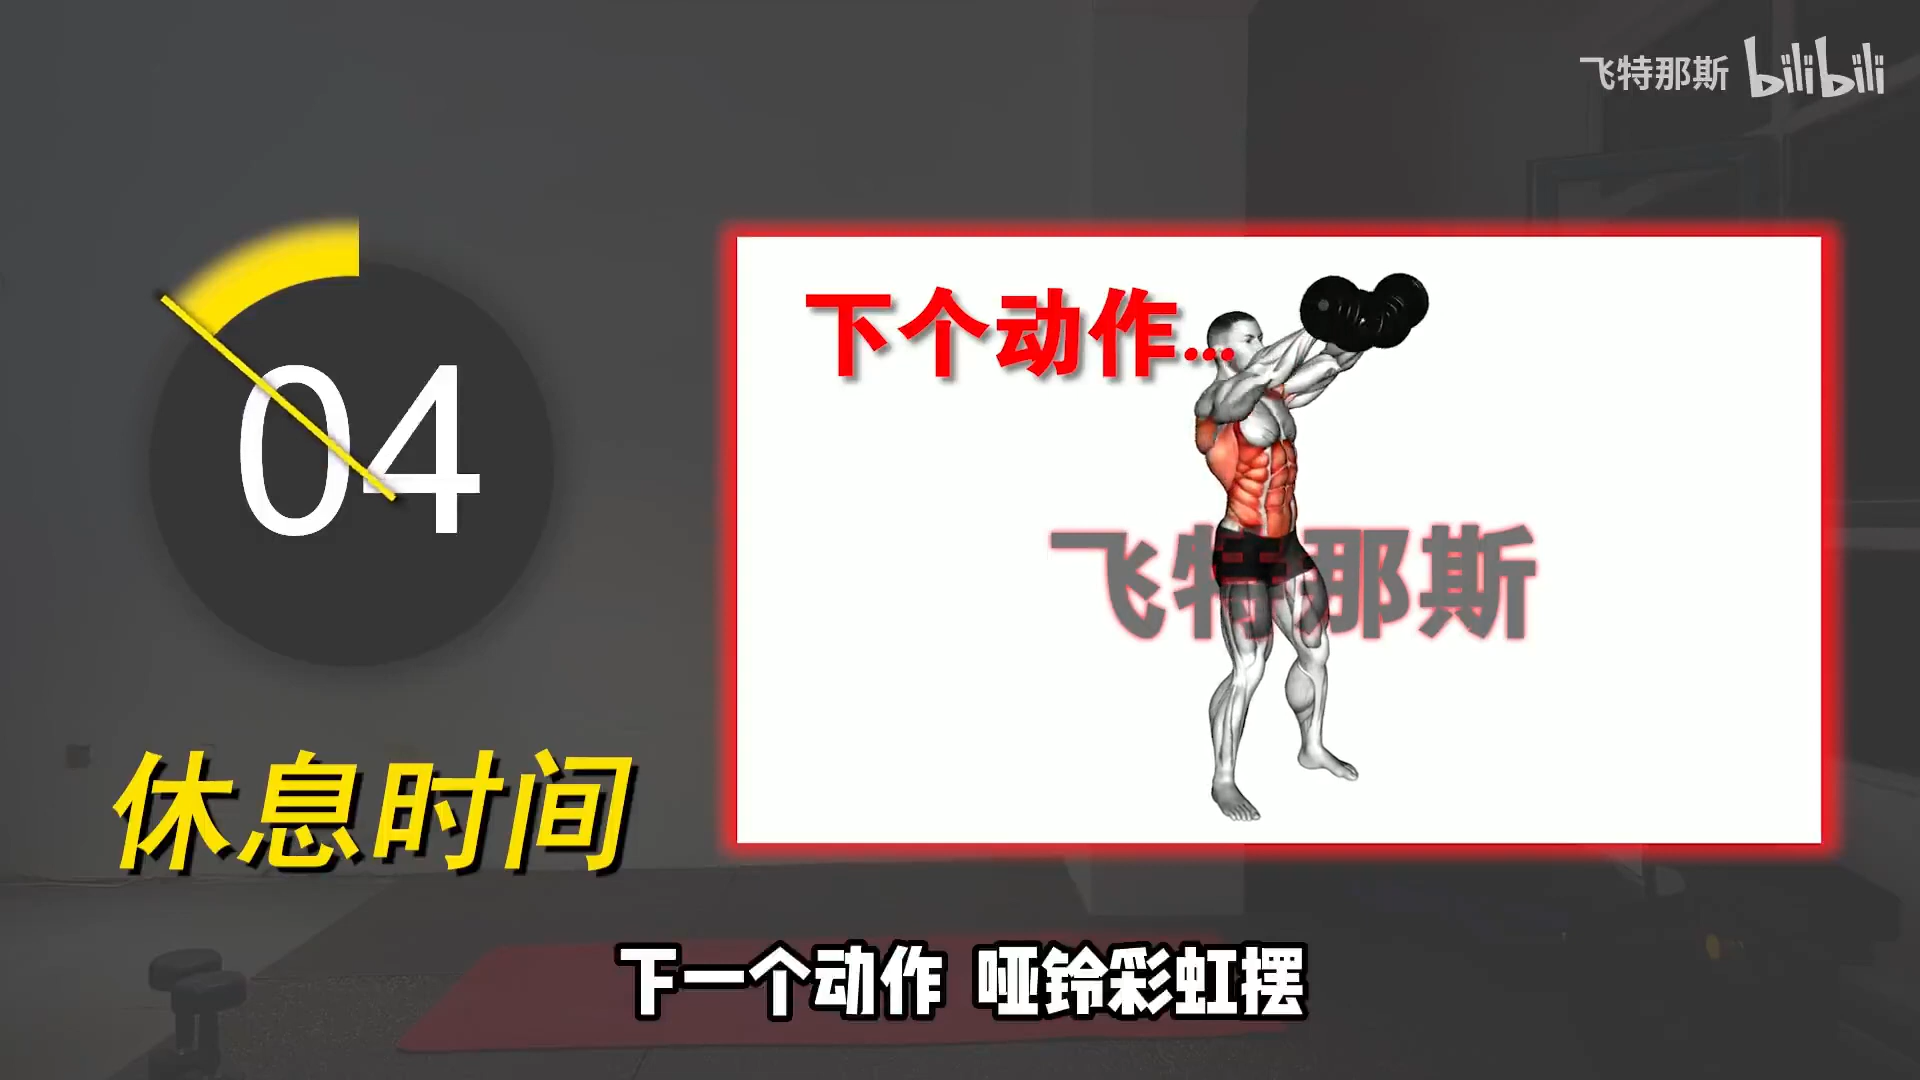 飞特那斯 bilibili
下个动作...
04
飞特那斯
休息时间
下一个动作 哑铃彩虹摆